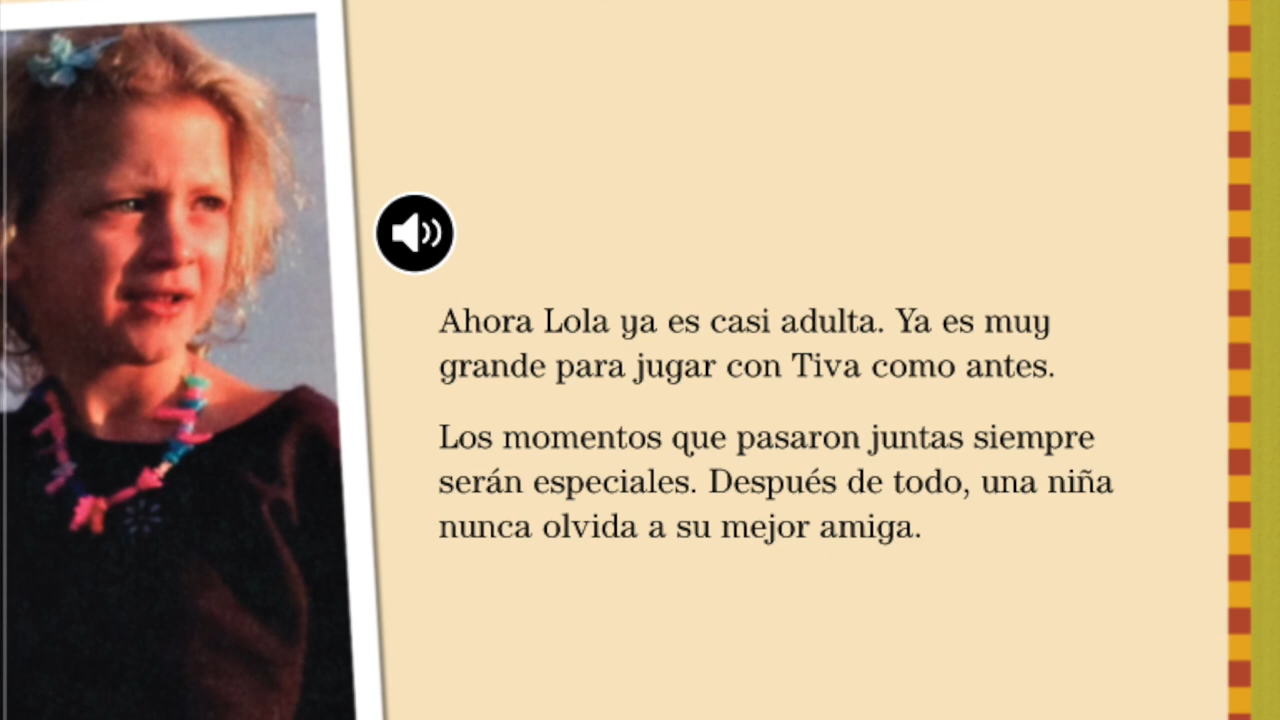 Ahora Lola ya es casi adulta. Ya es muy
grande para jugar con Tiva como antes.
Los momentos que pasaron juntas siempre
serán especiales. Después de todo, una niña
nunca olvida a su mejor amiga.